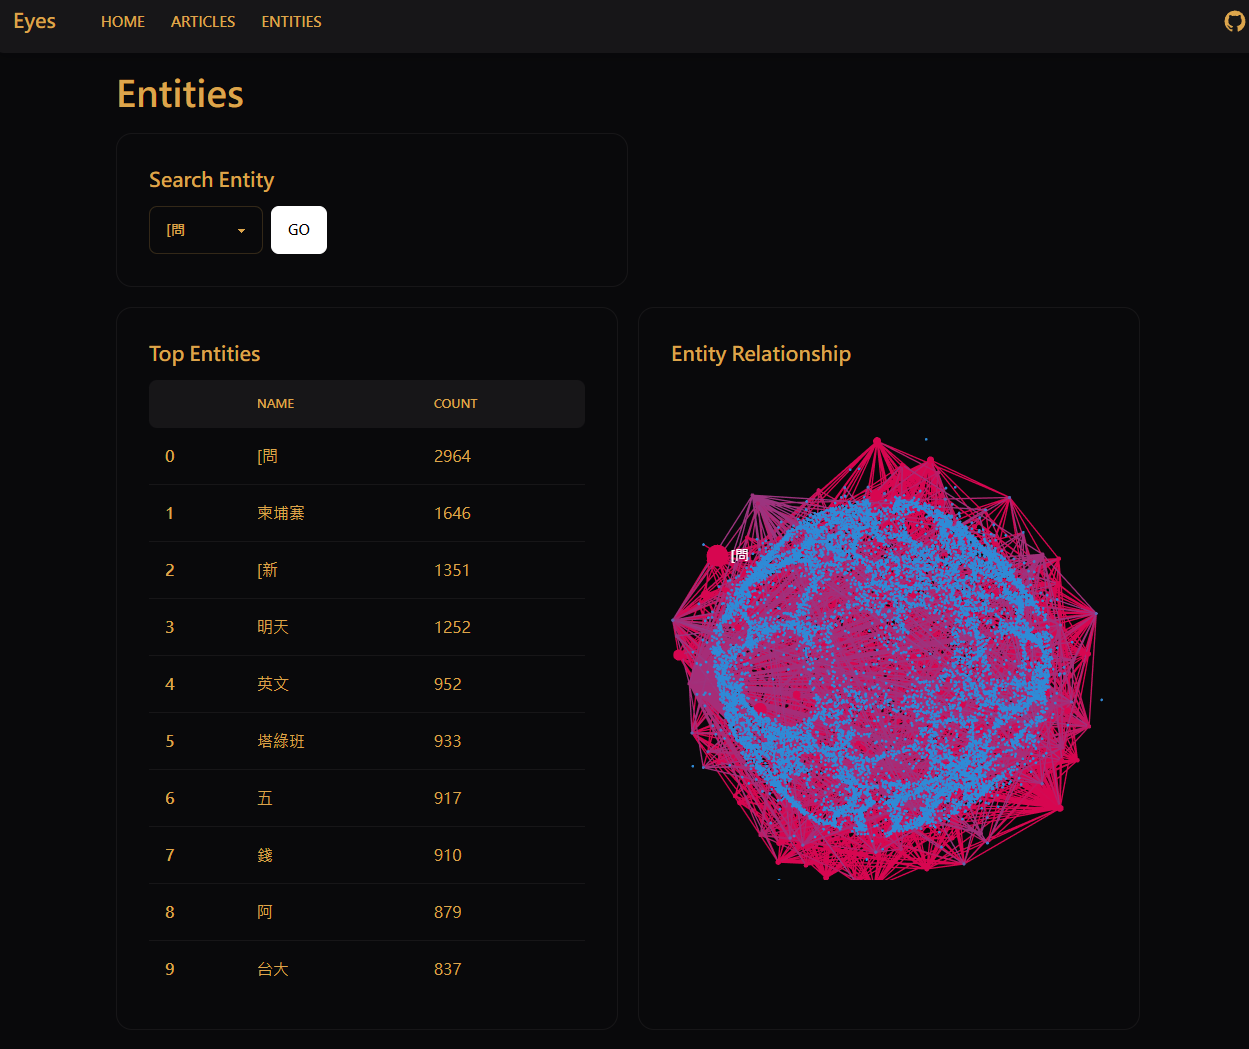 Eyes HOME ARTICLES ENTITIES
Entities
Search Entity
[問 GO
Top Entities
NAME COUNT
0 [問 2964
1 柬埔寨 1646
2 [新 1351
3 明天 1252
4 英文 952
5 塔綠班 933
6 五 917
7 錢 910
8 阿 879
9 台大 837
Entity Relationship
[問